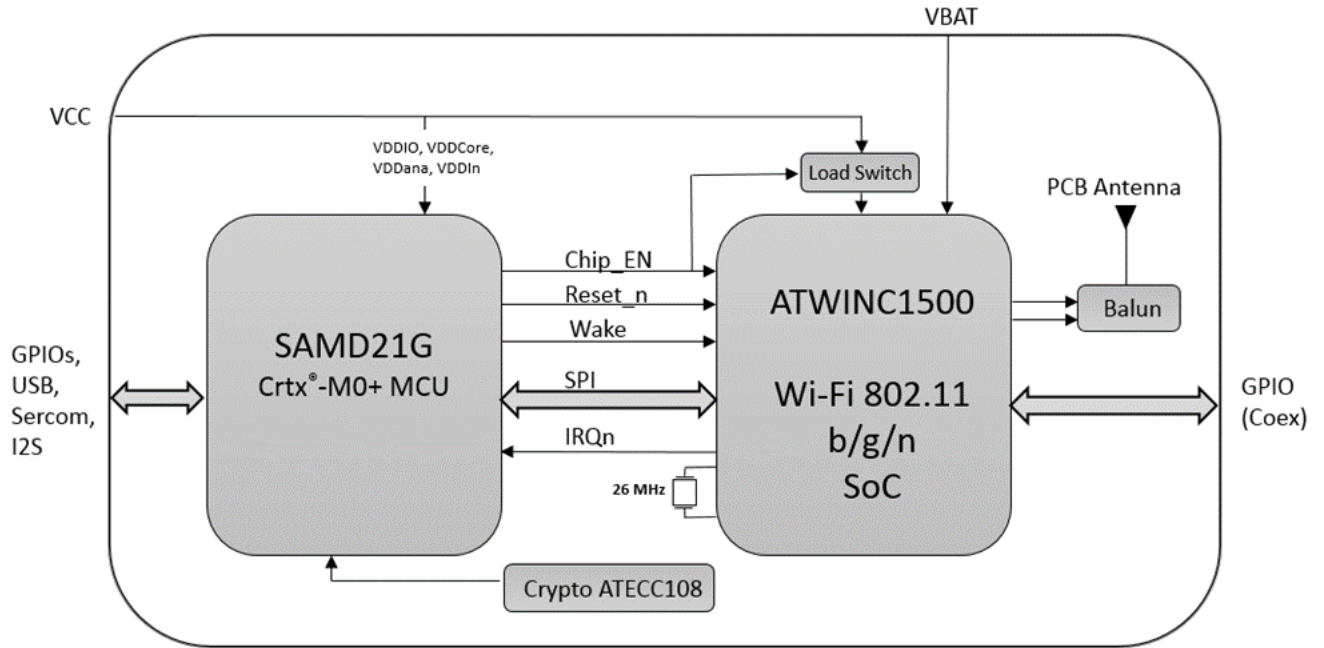 VBAT
VCC
VDDIO, VDDCore,
VDDana, VDDIn
Load Switch
PCB Antenna
Chip_EN
Reset_n
Wake
SPI
IRQn
26 MHz
SAMD21G
Crtx®-M0+ MCU
ATWINC1500
Wi-Fi 802.11
b/g/n
SoC
Balun
GPIOs,
USB,
Sercom,
I2S
GPIO
(Coex)
Crypto ATECC108